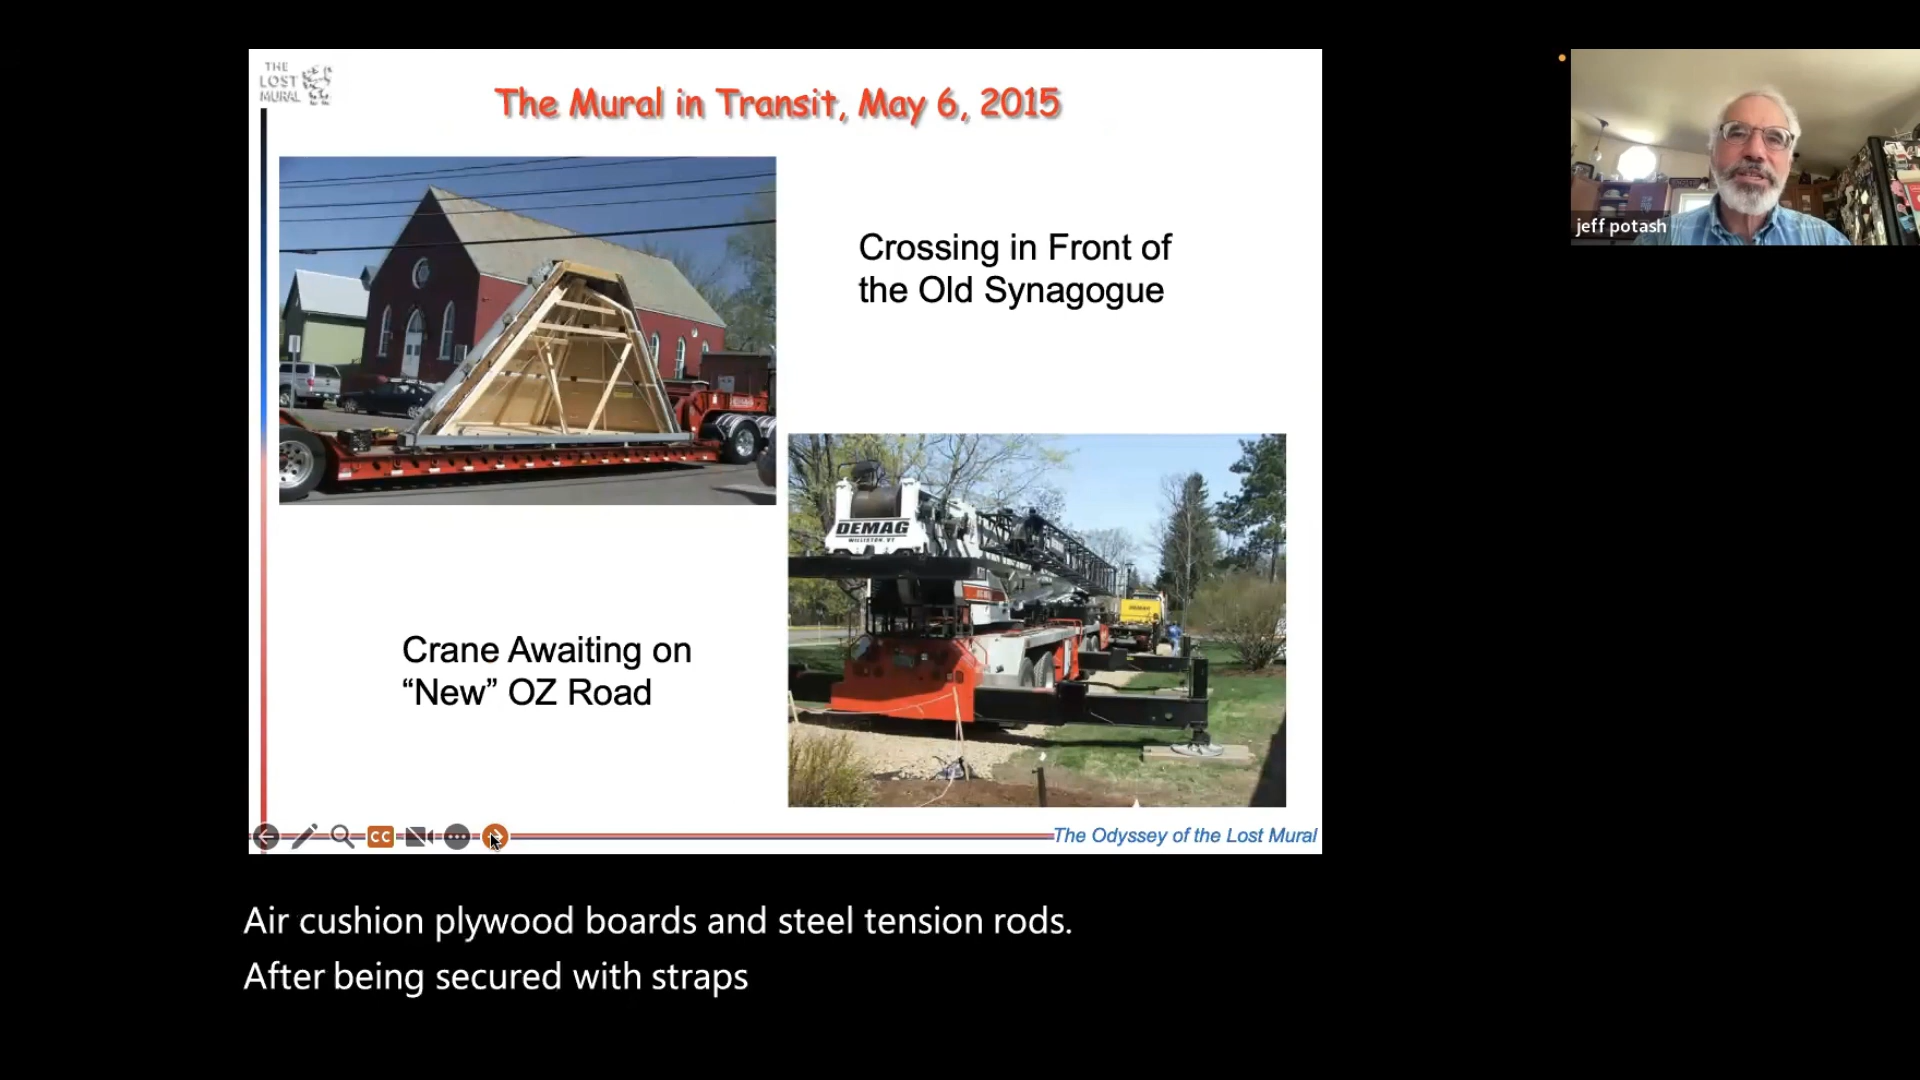 THE
LOST
MURAL
The Mural in Transit, May 6, 2015
jeff potash
Crossing in Front of
the Old Synagogue
DEMAG
WILLISTON, VT
Crane Awaiting on
“New” OZ Road
CC
The Odyssey of the Lost Mural
Air cushion plywood boards and steel tension rods.
After being secured with straps